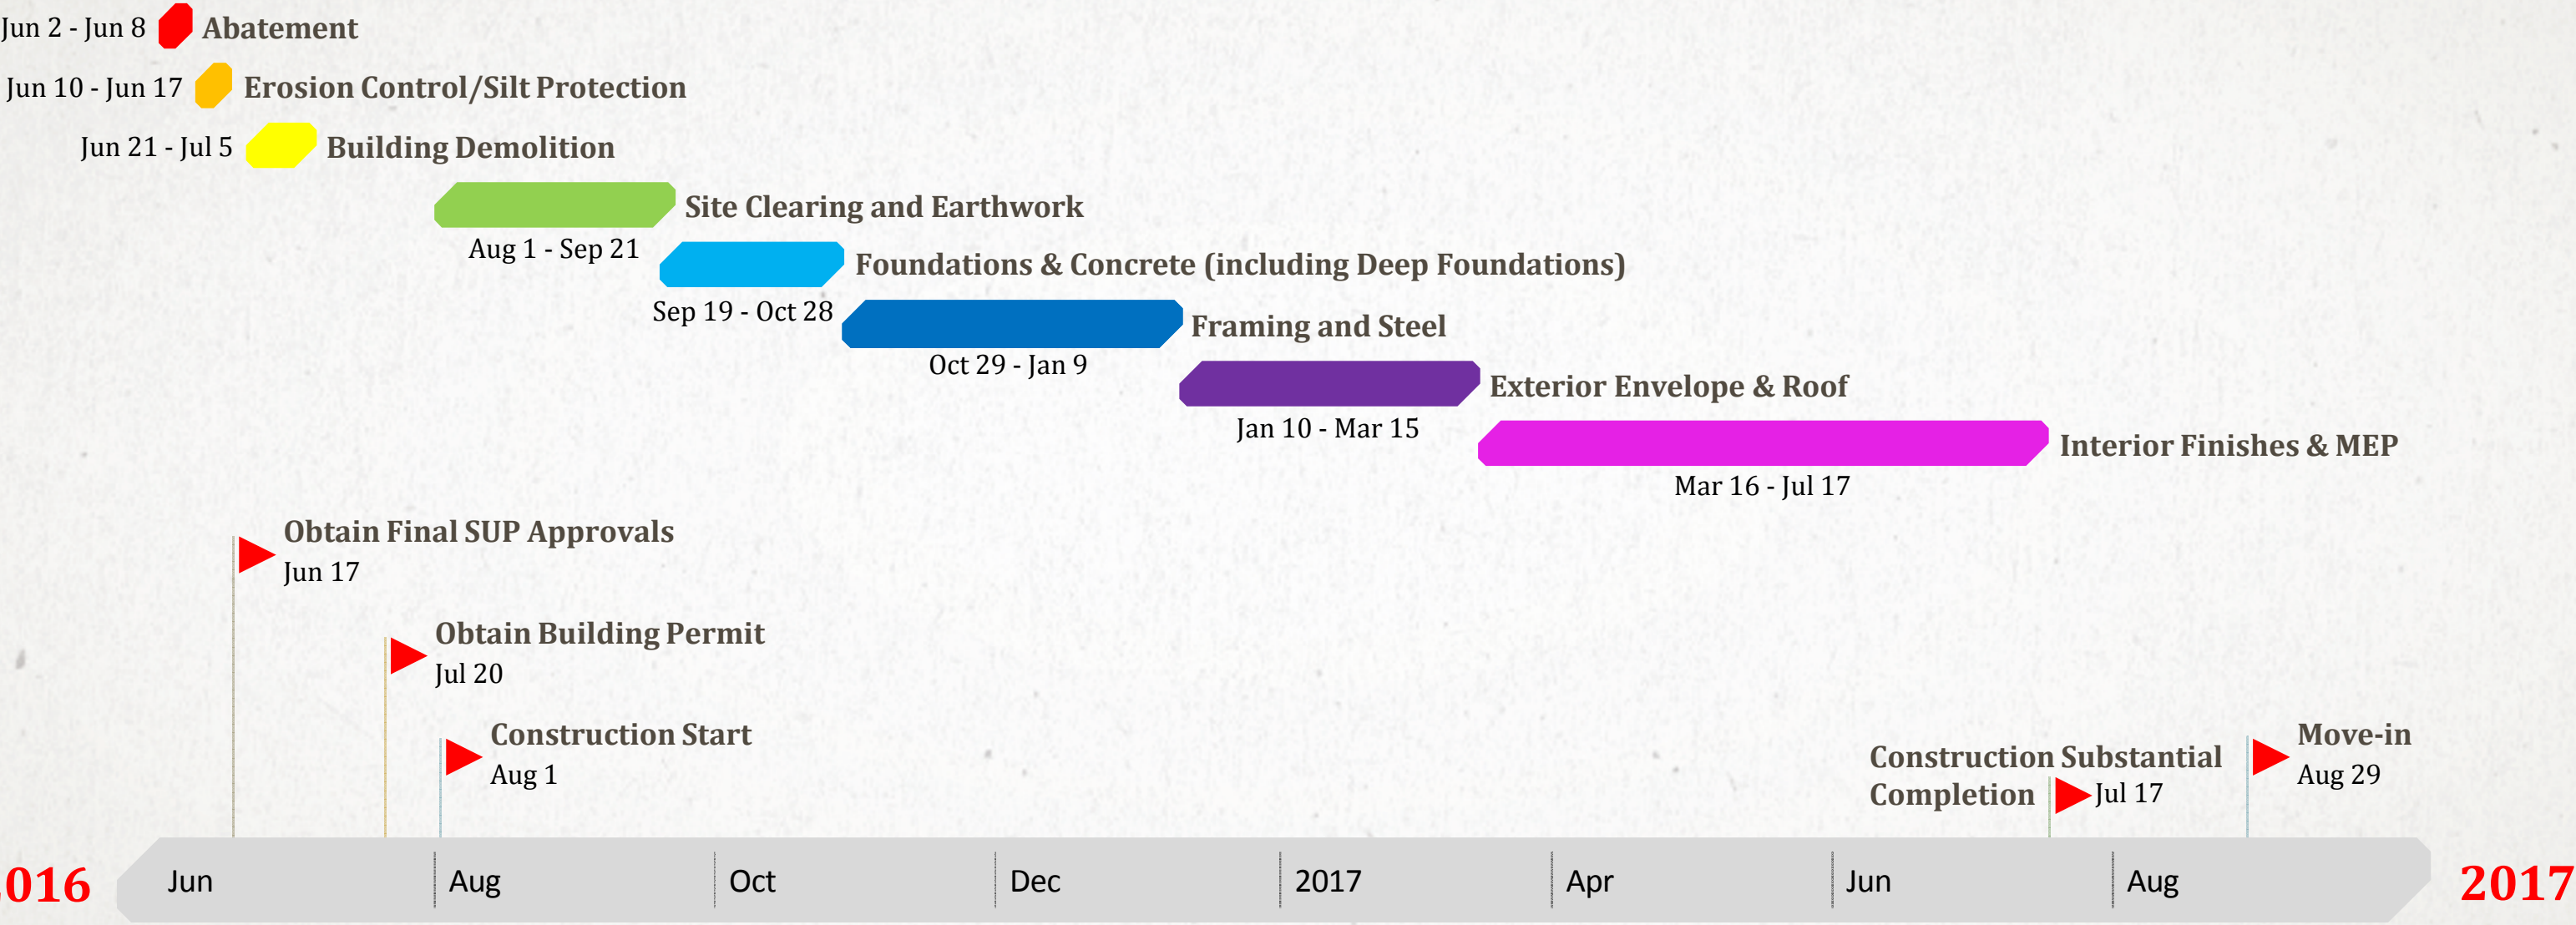 Jun 2 - Jun 8 Abatement
Jun 10 - Jun 17 Erosion Control/Silt Protection
Jun 21 - Jul 5 Building Demolition
Site Clearing and Earthwork
Aug 1 - Sep 21
Foundations & Concrete (including Deep Foundations)
Sep 19 - Oct 28
Framing and Steel
Oct 29 - Jan 9
Exterior Envelope & Roof
Jan 10 - Mar 15
Interior Finishes & MEP
Mar 16 - Jul 17
Obtain Final SUP Approvals
Jun 17
Obtain Building Permit
Jul 20
Construction Start
Aug 1
Construction Substantial
Completion Jul 17
Move-in
Aug 29
016 Jun Aug Oct Dec 2017 Apr Jun Aug 2017